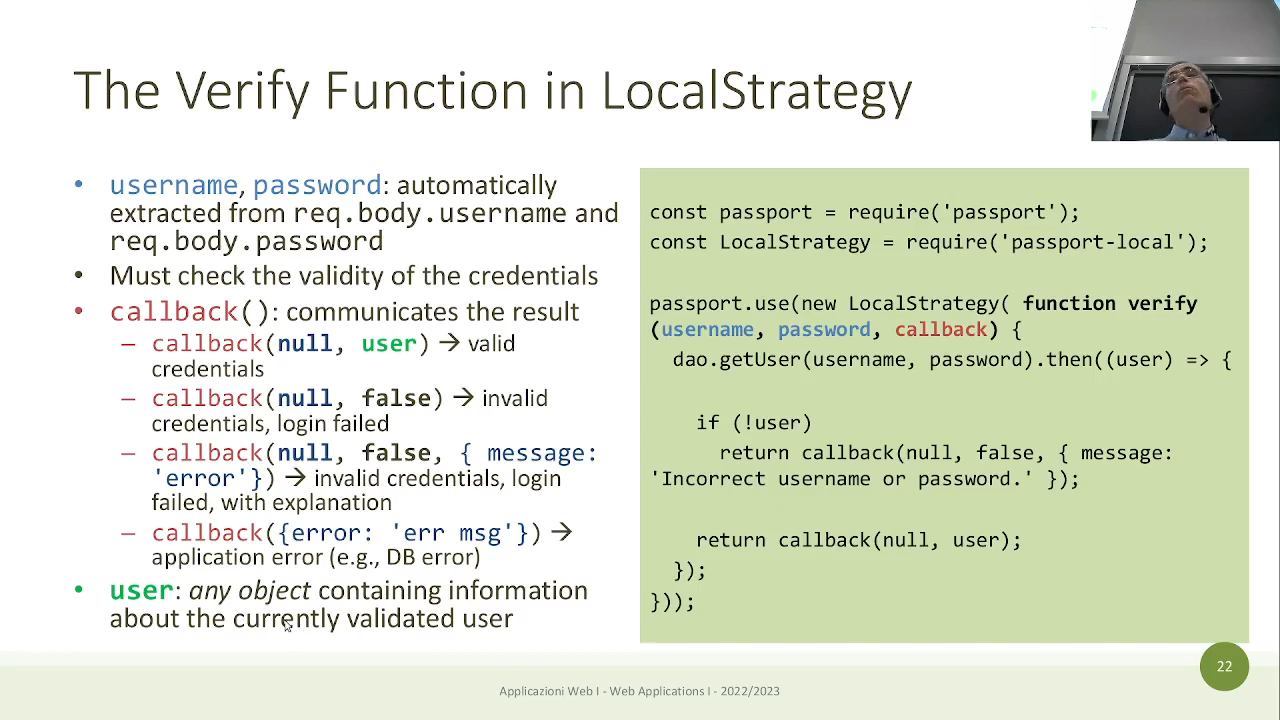 The Verify Function in LocalStrategy
• username, password: automatically
extracted from req.body.username and
req.body.password
• Must check the validity of the credentials
• callback(): communicates the result
– callback(null, user) → valid
credentials
– callback(null, false) → invalid
credentials, login failed
– callback(null, false, { message:
'error'}) → invalid credentials, login
failed, with explanation
– callback({error: 'err msg'}) →
application error (e.g., DB error)
• user: any object containing information
about the currently validated user
const passport = require('passport');
const LocalStrategy = require('passport-local');
passport.use(new LocalStrategy( function verify
(username, password, callback) {
dao.getUser(username, password).then((user) => {
if (!user)
return callback(null, false, { message:
'Incorrect username or password.' });
return callback(null, user);
});
}));
22
Applicazioni Web I - Web Applications I - 2022/2023